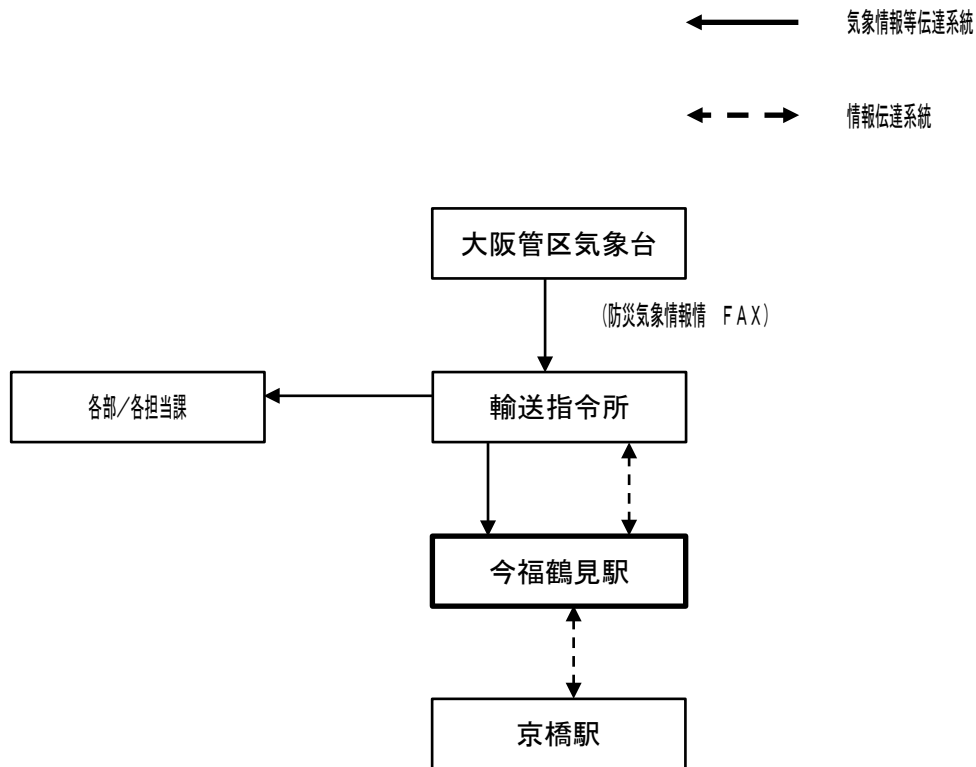 気象情報等伝達系統
情報伝達系統
大阪管区気象台
(防災気象情報情　ＦＡＸ)
各部／各担当課
輸送指令所
今福鶴見駅
京橋駅